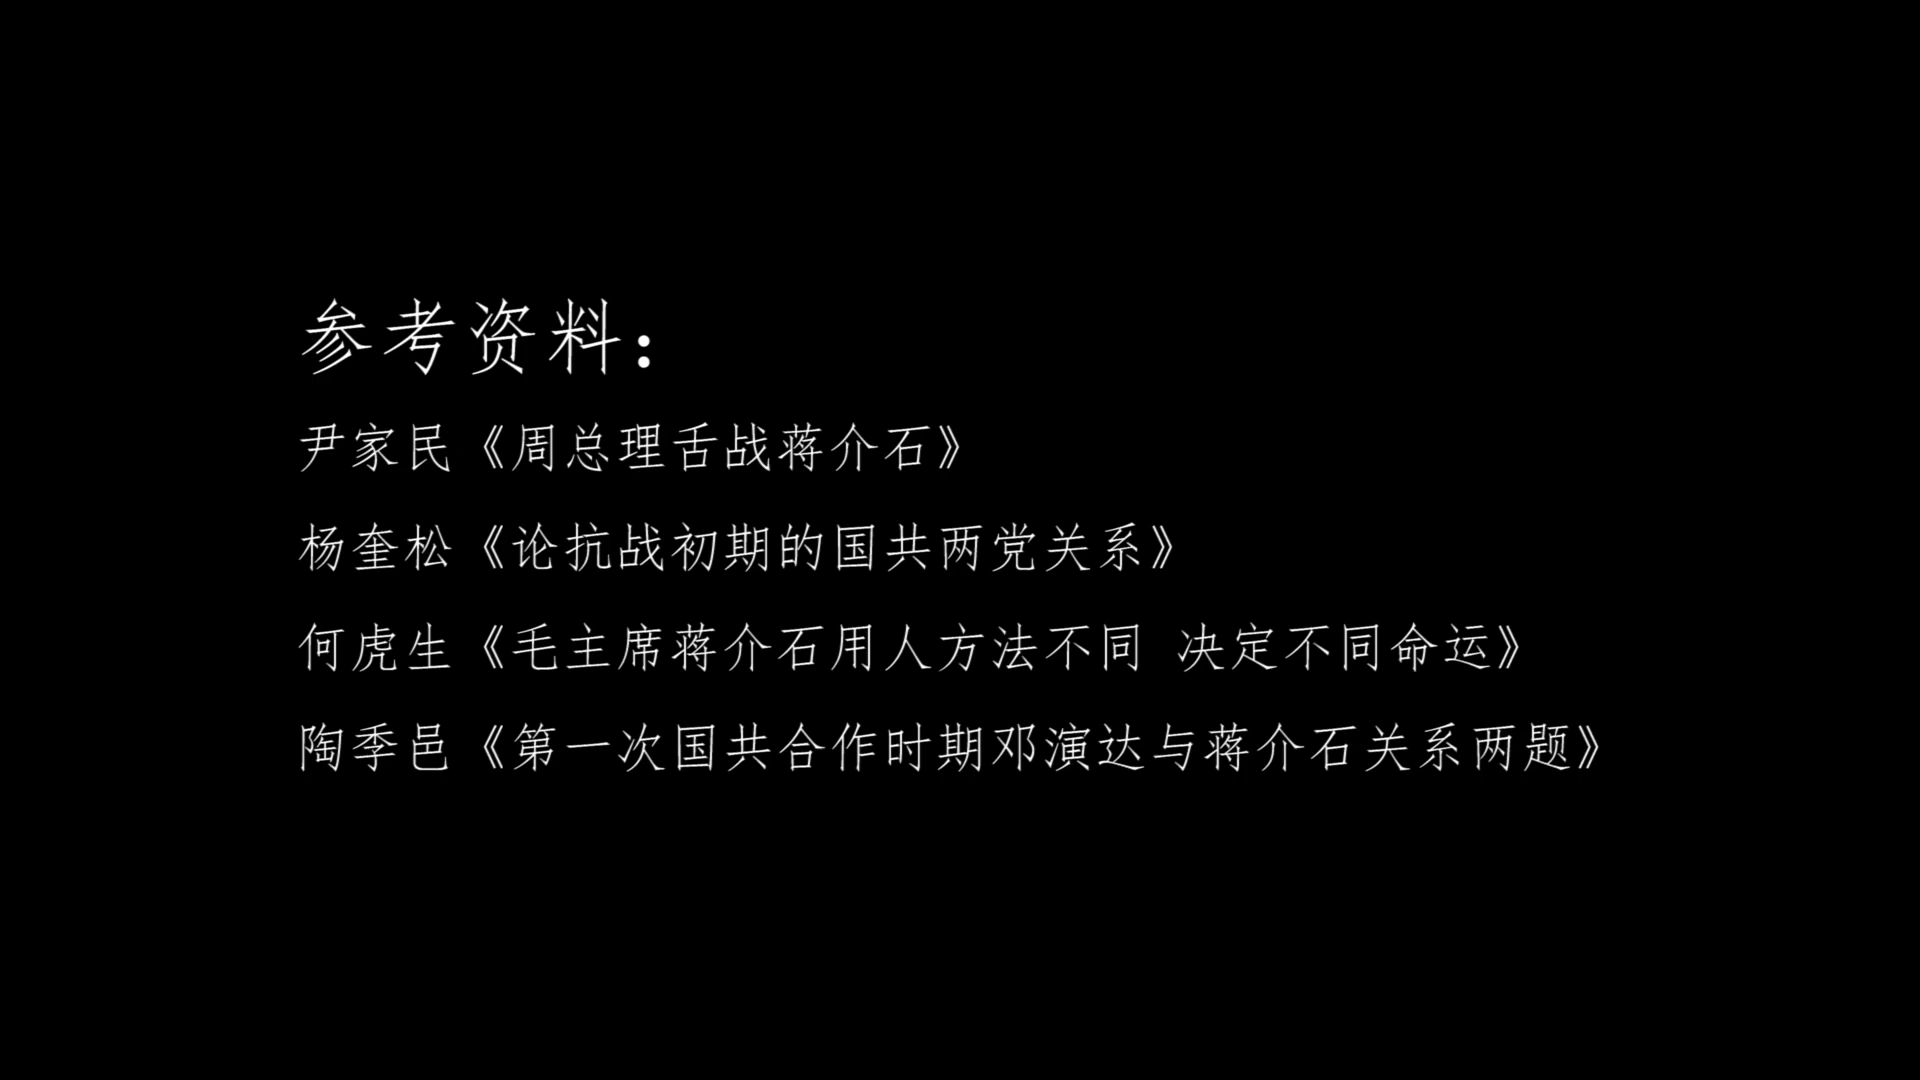 参考资料：
尹家民《周总理舌战蒋介石》
杨奎松《论抗战初期的国共两党关系》
何虎生《毛主席蒋介石用人方法不同 决定不同命运》
陶季邑《第一次国共合作时期邓演达与蒋介石关系两题》